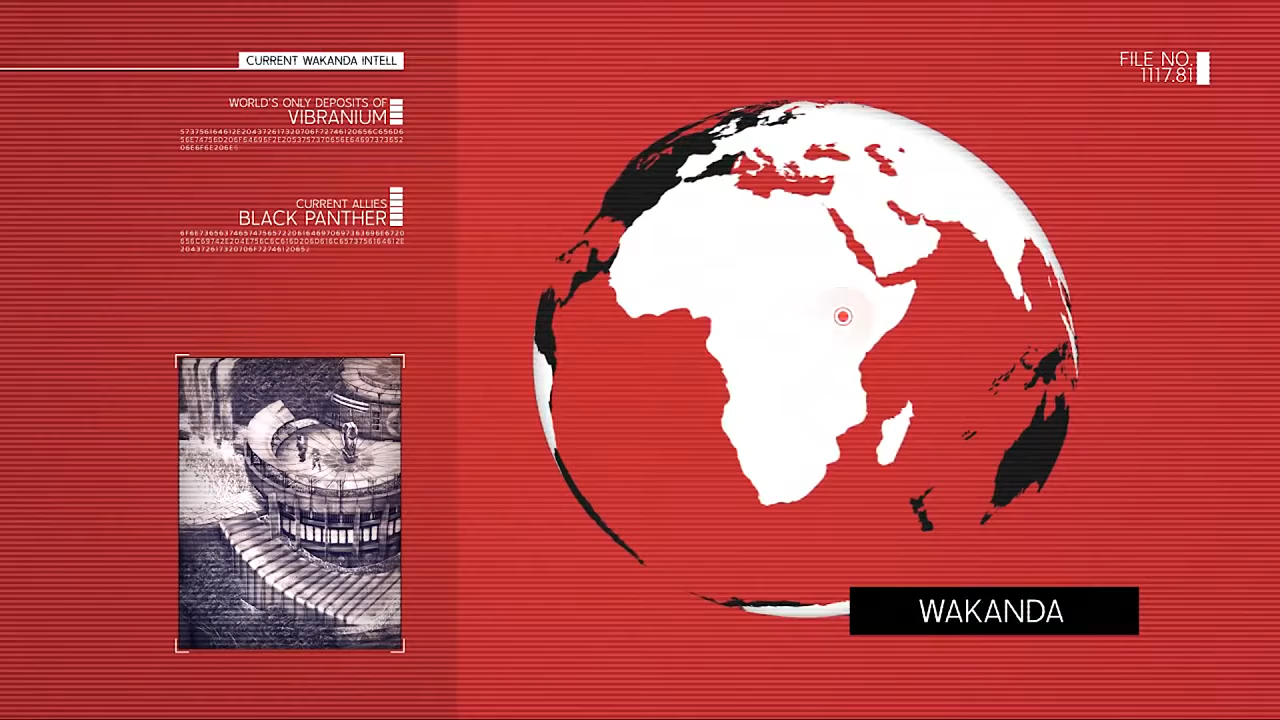 CURRENT WAKANDA INTELL
FILE NO.
1117.81
WORLD'S ONLY DEPOSITS OF
VIBRANIUM
CURRENT ALLIES
BLACK PANTHER
WAKANDA